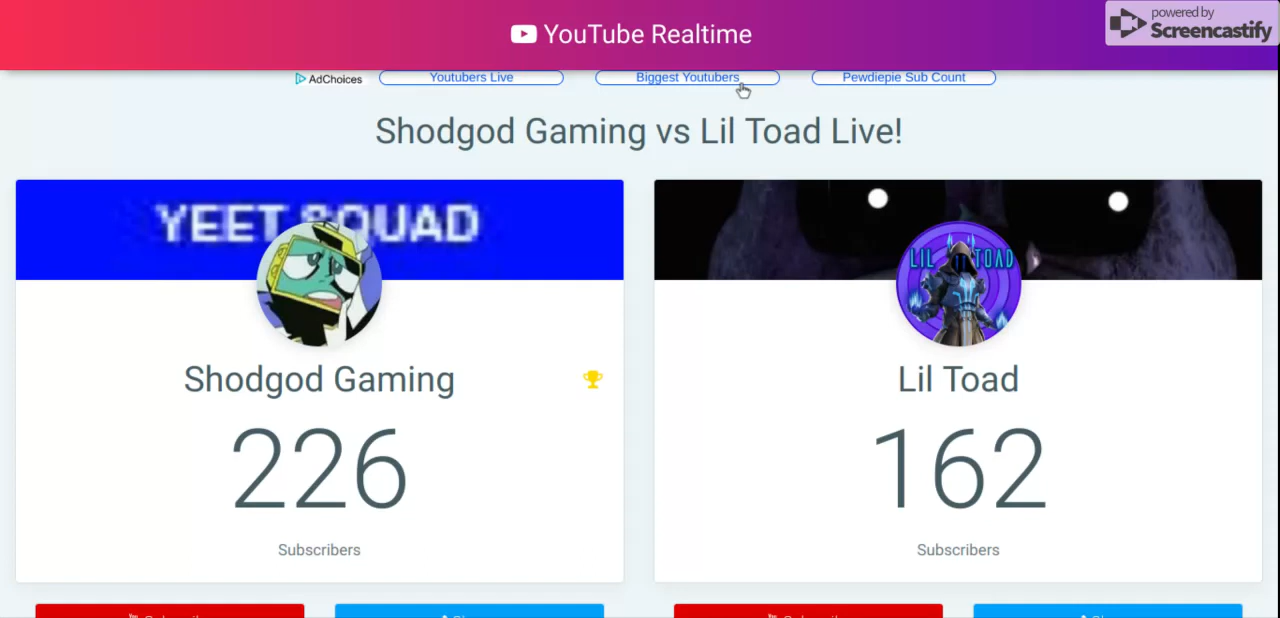 YouTube Realtime
powered by
Screencastify
AdChoices
Youtubers Live
Biggest Youtubers
Pewdiepie Sub Count
Shodgod Gaming vs Lil Toad Live!
YEET SQUAD
LIL TOAD
Shodgod Gaming
Lil Toad
226
162
Subscribers
Subscribers